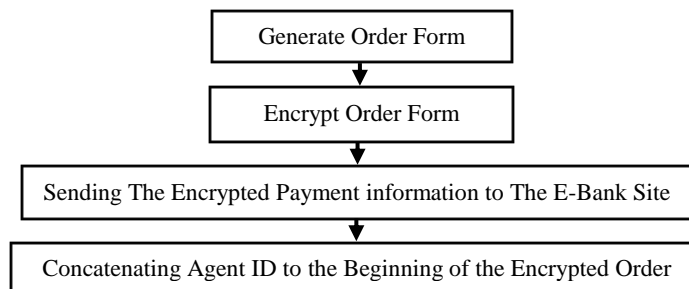 Generate Order Form
Encrypt Order Form
Sending The Encrypted Payment information to The E-Bank Site
Concatenating Agent ID to the Beginning of the Encrypted Order